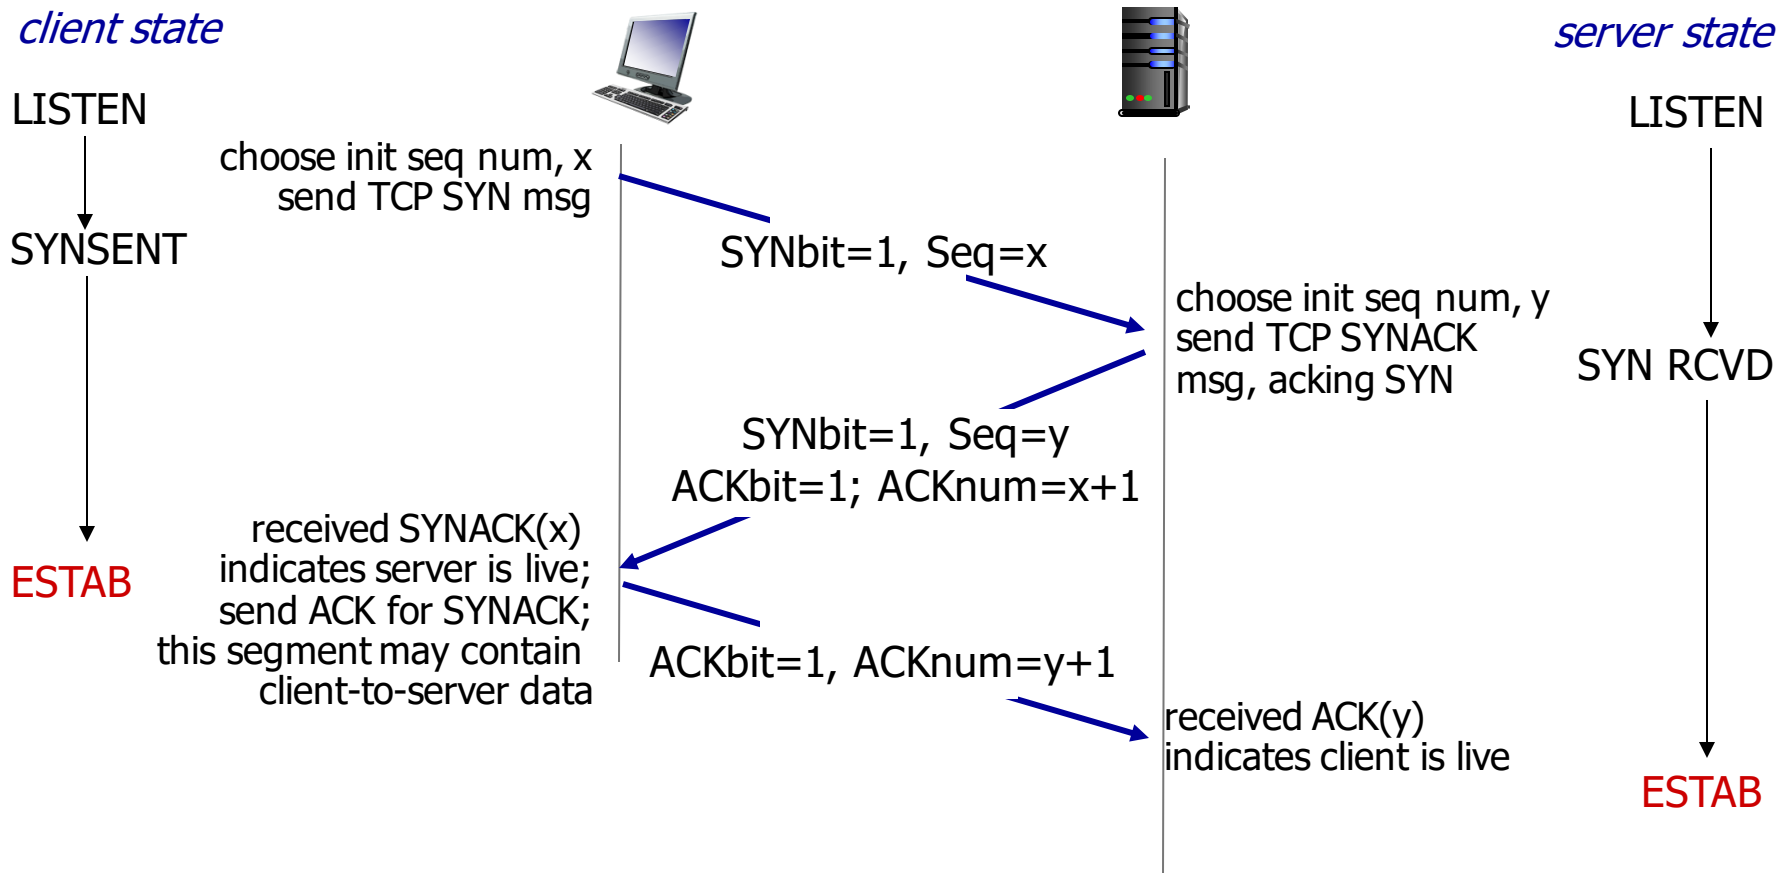 client state
server state
LISTEN
LISTEN
choose init seq num, x
send TCP SYN msg
SYNSENT
SYNbit=1, Seq=x
choose init seq num, y
send TCP SYNACK
msg, acking SYN
SYN RCVD
SYNbit=1, Seq=y
ACKbit=1; ACKnum=x+1
received SYNACK(x)
indicates server is live;
send ACK for SYNACK;
this segment may contain
client-to-server data
ESTAB
ACKbit=1, ACKnum=y+1
received ACK(y)
indicates client is live
ESTAB